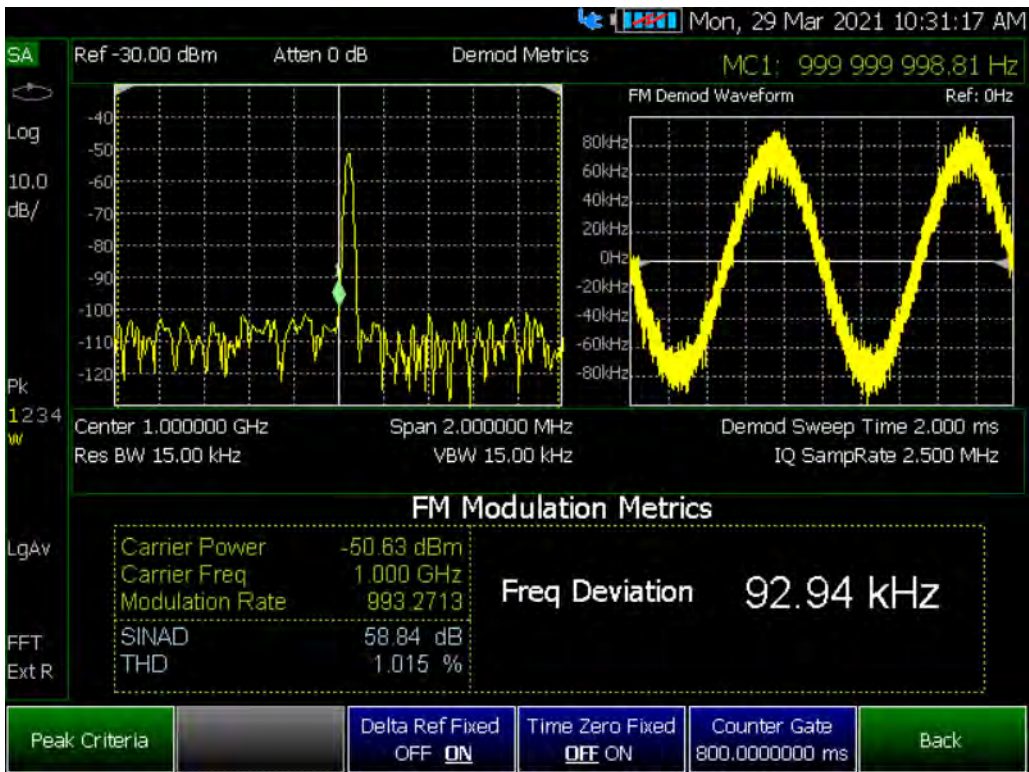 Mon, 29 Mar 2021 10:31:17 AM
SA
Ref -30.00 dBm Atten 0 dB Demod Metrics MC1: 999 999 998.81 Hz
FM Demod Waveform Ref: 0Hz
Log
10.0
dB/
-40
-50
-60
-70
-80
-90
-100
-110
-120
1
80kHz
60kHz
40kHz
20kHz
0Hz
-20kHz
-40kHz
-60kHz
-80kHz
Pk
1234
W
Center 1.000000 GHz Span 2.000000 MHz Demod Sweep Time 2.000 ms
Res BW 15.00 kHz VBW 15.00 kHz IQ SampRate 2.500 MHz
FM Modulation Metrics
LgAv
Carrier Power -50.63 dBm
Carrier Freq 1.000 GHz
Modulation Rate 993.2713
Freq Deviation 92.94 kHz
SINAD 58.84 dB
THD 1.015 %
FFT
Ext R
Peak Criteria
Delta Ref Fixed
OFF ON
Time Zero Fixed
OFF ON
Counter Gate
800.0000000 ms
Back